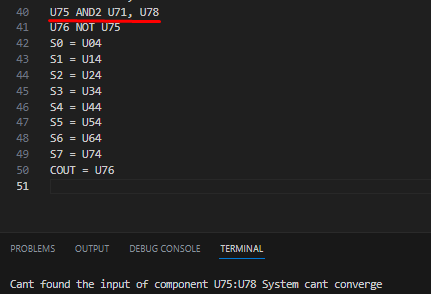 40 U75 AND2 U71, U78
41 U76 NOT U75
42 S0 = U04
43 S1 = U14
44 S2 = U24
45 S3 = U34
46 S4 = U44
47 S5 = U54
48 S6 = U64
49 S7 = U74
50 COUT = U76
51
PROBLEMS OUTPUT DEBUG CONSOLE TERMINAL
Cant found the input of component U75:U78 System cant converge